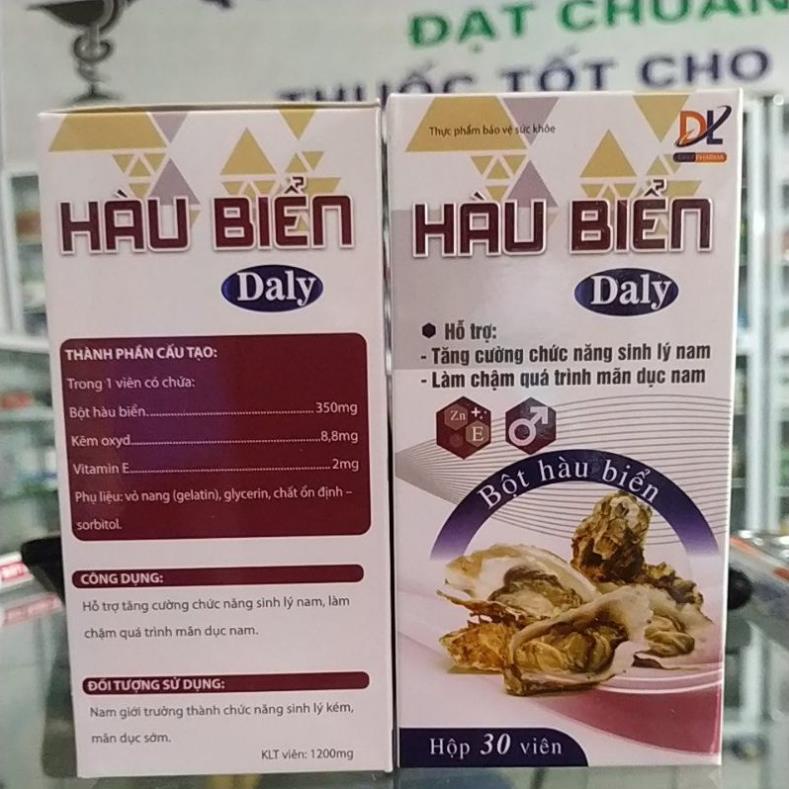 ĐẠT CHUẨN
THUỐC TỐT CHO
HÀU BIỂN
Daly
THÀNH PHẦN CẤU TẠO:
Trong 1 viên có chứa:
Bột hàu biển 350mg
Kẽm oxyd 8,8mg
Vitamin E 2mg
Phụ liệu: vỏ nang (gelatin), glycerin, chất ổn định –
sorbitol.
CÔNG DỤNG:
Hỗ trợ tăng cường chức năng sinh lý nam, làm
chậm quá trình mãn dục nam.
ĐỐI TƯỢNG SỬ DỤNG:
Nam giới trưởng thành chức năng sinh lý kém,
mãn dục sớm.
KLT viên: 1200mg
Thực phẩm bảo vệ sức khỏe
DL
PHARMA
HÀU BIỂN
Daly
Hỗ trợ:
- Tăng cường chức năng sinh lý nam
- Làm chậm quá trình mãn dục nam
Zn
E
Bột hàu biển
Hộp 30 viên